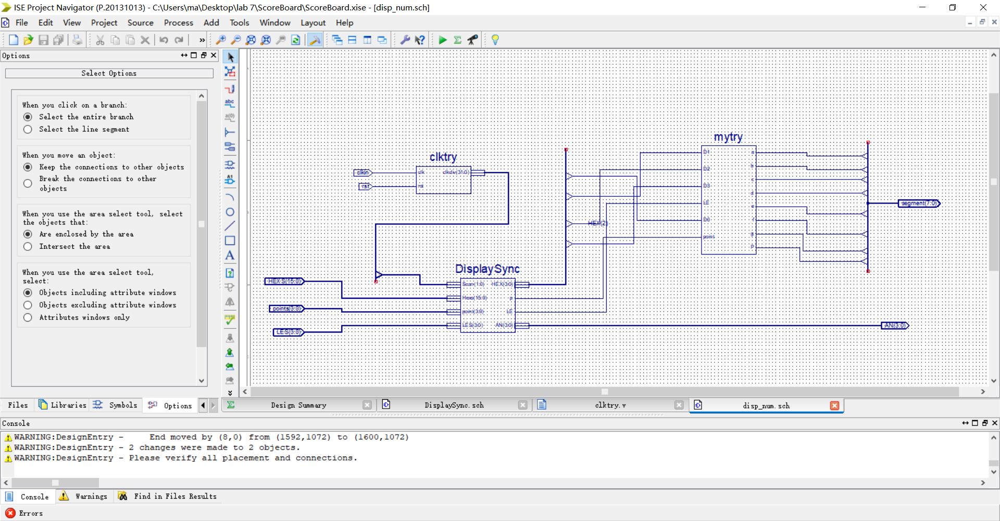 ISE Project Navigator (P.20131013) - C:\Users\ma\Desktop\lab 7\ScoreBoard\ScoreBoard.xise - [disp_num.sch]
File Edit View Project Source Process Add Tools Window Layout Help
Options
Select Options
When you click on a branch:
Select the entire branch
Select the line segment
When you move an object:
Keep the connections to other objects
Break the connections to other
objects
When you use the area select tool, select
the objects that:
Are enclosed by the area
Intersect the area
When you use the area select tool,
select:
Objects including attribute windows
Objects excluding attribute windows
Attributes windows only
abc
a(0)
A1
A
clktry
clkin
rst
clk clkdiv(31:0)
rst
mytry
D1 a
D2 b
D3 c
d
LE e
D0 f
point g
p
HEX(2)
segment(7:0)
DisplaySync
HEXS(15:0)
points(3:0)
LES(3:0)
Scan(1:0) HEX(3:0)
Hexs(15:0) p
point(3:0) LE
LES(3:0) AN(3:0)
AN(3:0)
Files Libraries Symbols Options
Design Summary DisplaySync.sch clktry.v disp_num.sch
Console
WARNING:DesignEntry - End moved by (8,0) from (1592,1072) to (1600,1072)
WARNING:DesignEntry - 2 changes were made to 2 objects.
WARNING:DesignEntry - Please verify all placement and connections.
Console Warnings Find in Files Results
Errors